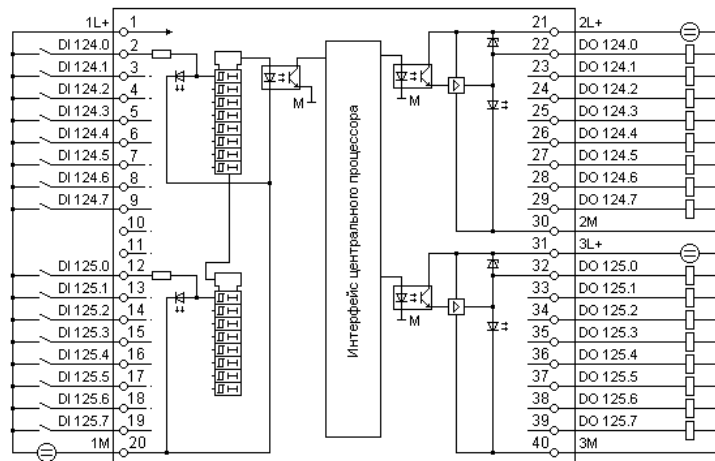 1L+ 1
DI 124.0 2
DI 124.1 3
DI 124.2 4
DI 124.3 5
DI 124.4 6
DI 124.5 7
DI 124.6 8
DI 124.7 9
10
11
DI 125.0 12
DI 125.1 13
DI 125.2 14
DI 125.3 15
DI 125.4 16
DI 125.5 17
DI 125.6 18
DI 125.7 19
1M 20
M
Интерфейс центрального процессора
M
M
21 2L+
22 DO 124.0
23 DO 124.1
24 DO 124.2
25 DO 124.3
26 DO 124.4
27 DO 124.5
28 DO 124.6
29 DO 124.7
30 2M
31 3L+
32 DO 125.0
33 DO 125.1
34 DO 125.2
35 DO 125.3
36 DO 125.4
37 DO 125.5
38 DO 125.6
39 DO 125.7
40 3M